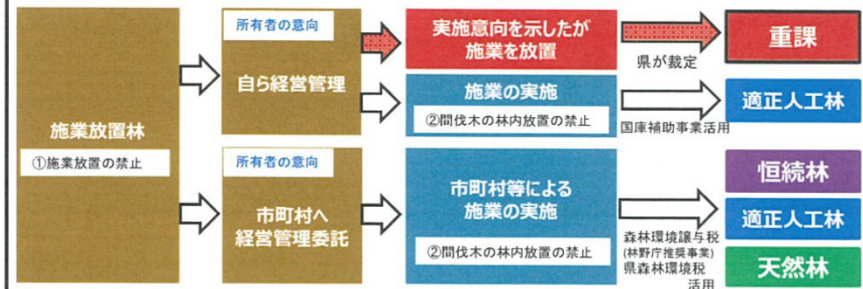 施業放置林
①施業放置の禁止
所有者の意向
自ら経営管理
実施意向を示したが
施業を放置
県が裁定
重課
施業の実施
②間伐木の林内放置の禁止
国庫補助事業活用
適正人工林
所有者の意向
市町村へ
経営管理委託
市町村等による
施業の実施
②間伐木の林内放置の禁止
森林環境譲与税
(林野庁推奨事業)
県森林環境税
活用
恒続林
適正人工林
天然林